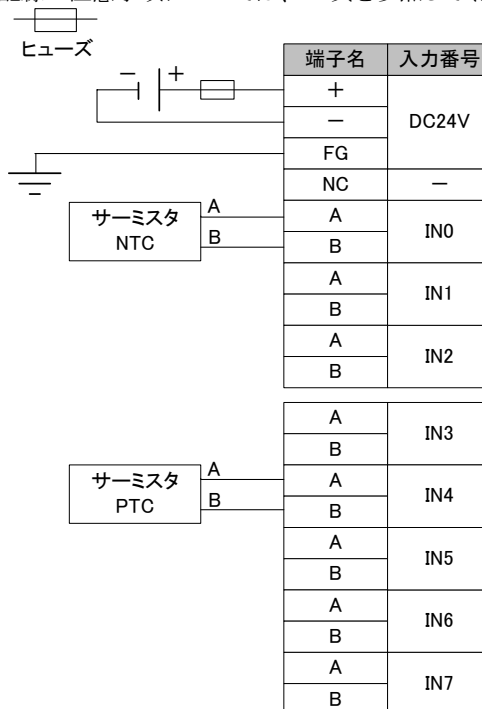 ヒューズ
端子名 入力番号
- +
+
- DC24V
FG
NC -
サーミスタ
NTC
A
B
A IN0
B
A IN1
B
A IN2
B
A IN3
B
サーミスタ
PTC
A
B
A IN4
B
A IN5
B
A IN6
B
A IN7
B